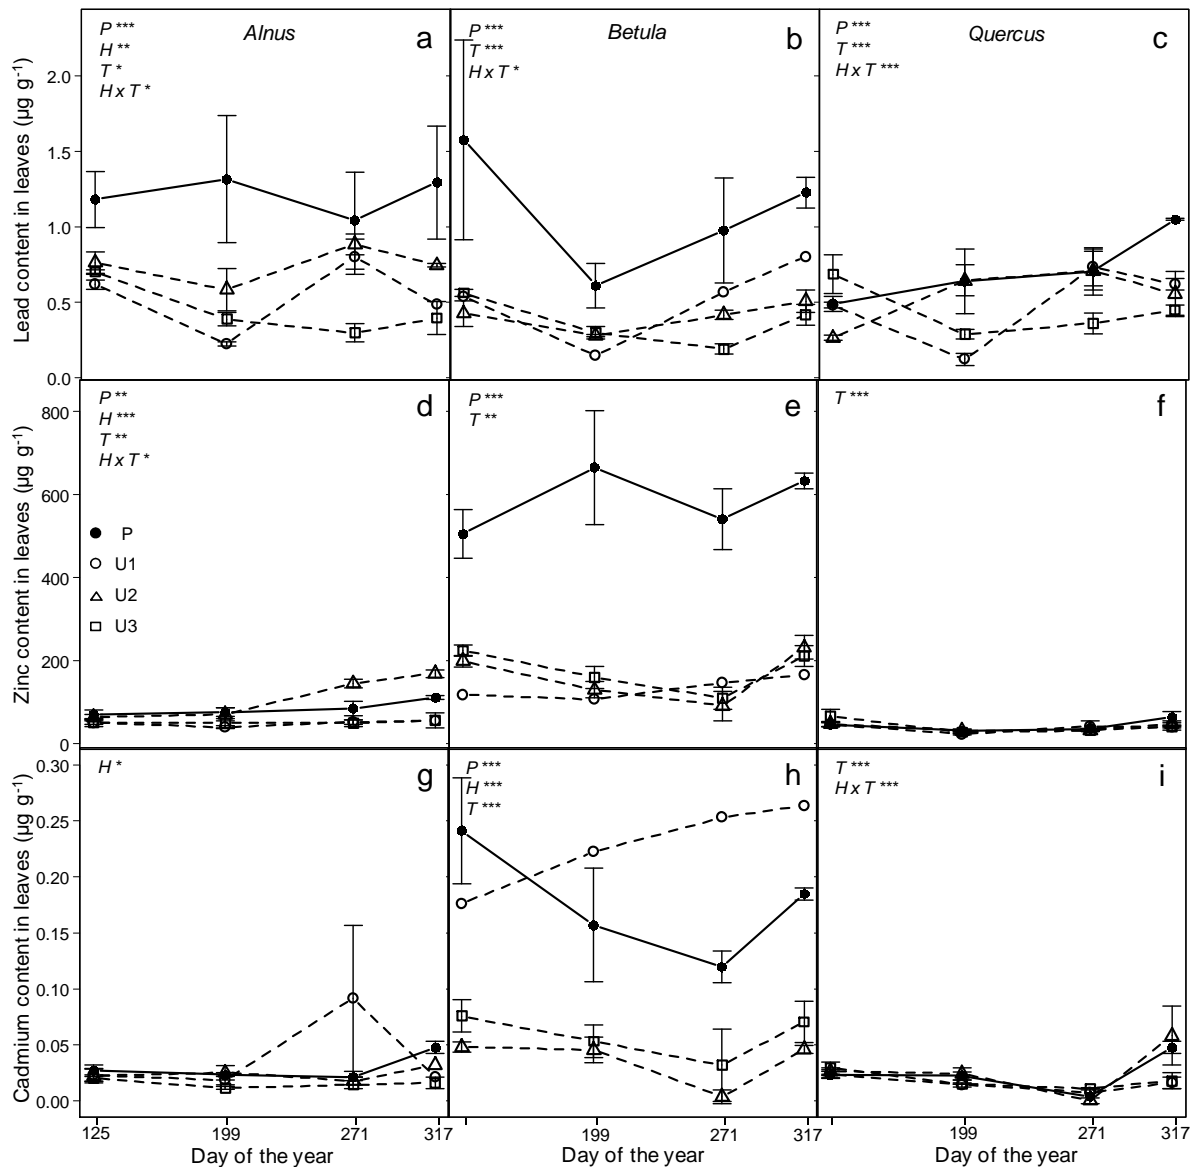 Alnus
a
P ***
H **
T *
H x T *
Betula
b
P ***
T ***
H x T *
Quercus
c
P ***
T ***
H x T ***
Lead content in leaves (µg g-1)
2.0
1.5
1.0
0.5
0.0
d
P **
H ***
T **
H x T *
e
P ***
T **
f
T ***
Zinc content in leaves (µg g-1)
800
600
400
200
0
P
U1
U2
U3
g
H *
h
P ***
H ***
T ***
i
T ***
H x T ***
Cadmium content in leaves (µg g-1)
0.30
0.25
0.20
0.15
0.10
0.05
0.00
125 199 271 317 199 271 317 199 271 317
Day of the year Day of the year Day of the year